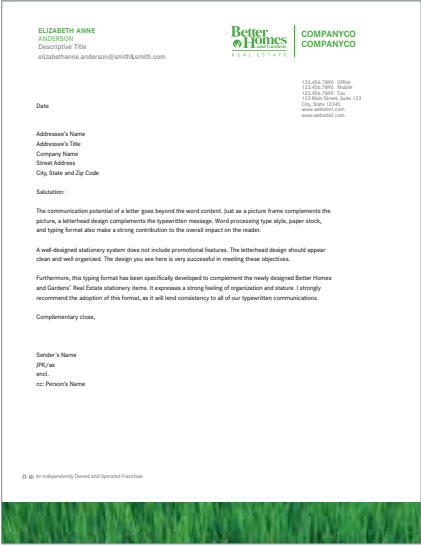 ELIZABETH ANNE
ANDERSON
Descriptive Title
elizabethanne.anderson@smith&smith.com
Better
Homes
and Gardens
REAL ESTATE
COMPANYCO
COMPANYCO
123.456.7890 Office
123.456.7890 Mobile
123.456.7890 Fax
123 Main Street, Suite 123
City, State 12345
www.website1.com
www.website2.com
Date
Addressee's Name
Addressee's Title
Company Name
Street Address
City, State and Zip Code
Salutation:
The communication potential of a letter goes beyond the word content. Just as a picture frame complements the
picture, a letterhead design complements the typewritten message. Word processing type style, paper stock,
and typing format also make a strong contribution to the overall impact on the reader.
A well-designed stationery system does not include promotional features. The letterhead design should appear
clean and well organized. The design you see here is very successful in meeting these objectives.
Furthermore, this typing format has been specifically developed to complement the newly designed Better Homes
and Gardens® Real Estate stationery items. It expresses a strong feeling of organization and stature. I strongly
recommend the adoption of this format, as it will lend consistency to all of our typewritten communications.
Complementary close,
Sender's Name
JPK/as
encl.
cc: Person's Name
An Independently Owned and Operated Franchise.